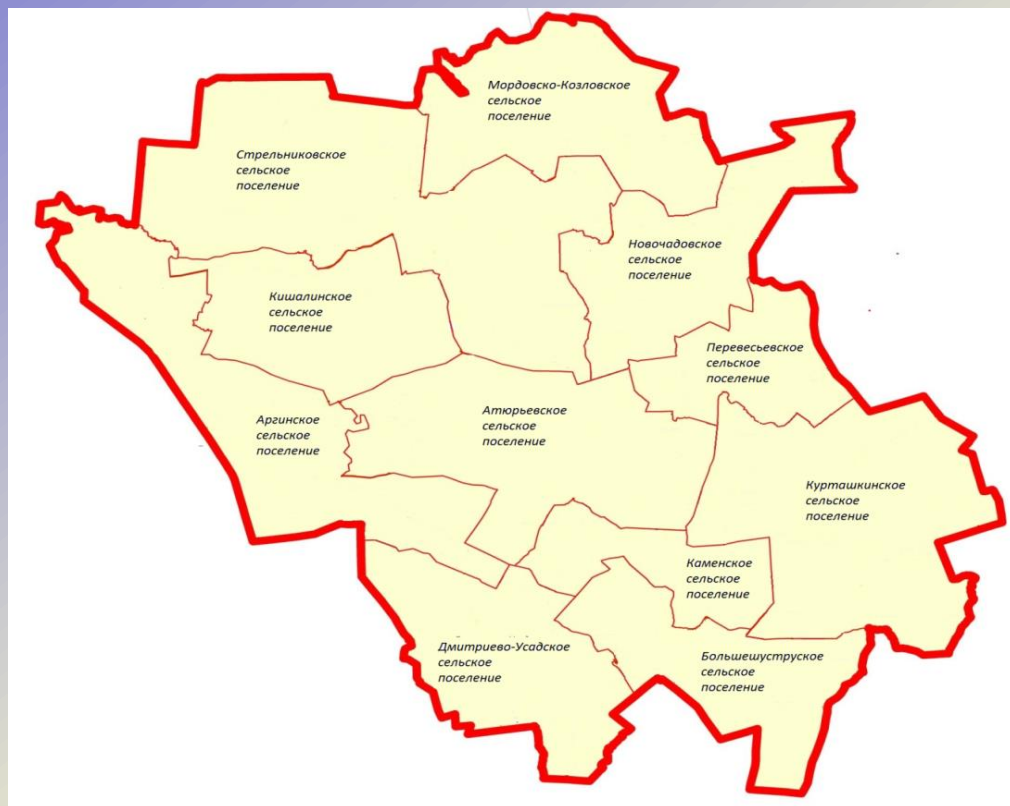 Мордовско-Козловское
сельское
поселение
Стрельниковское
сельское
поселение
Новочадовское
сельское
поселение
Кишалинское
сельское
поселение
Перевесьевское
сельское
поселение
Аргинское
сельское
поселение
Атюрьевское
сельское
поселение
Курташкинское
сельское
поселение
Каменское
сельское
поселение
Дмитриево-Усадское
сельское
поселение
Большешуструское
сельское
поселение